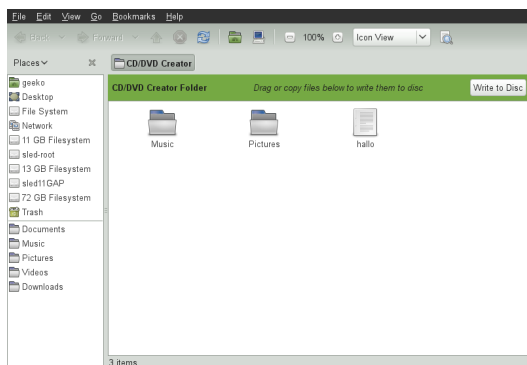 File Edit View Go Bookmarks Help
Back Forward 100% Icon View
Places CD/DVD Creator
CD/DVD Creator Folder Drag or copy files below to write them to disc Write to Disc
geeko
Desktop
File System
Network
11 GB Filesystem
sled-root
13 GB Filesystem
sled11GAP
72 GB Filesystem
Trash
Documents
Music
Pictures
Videos
Downloads
Music Pictures hallo
3 items